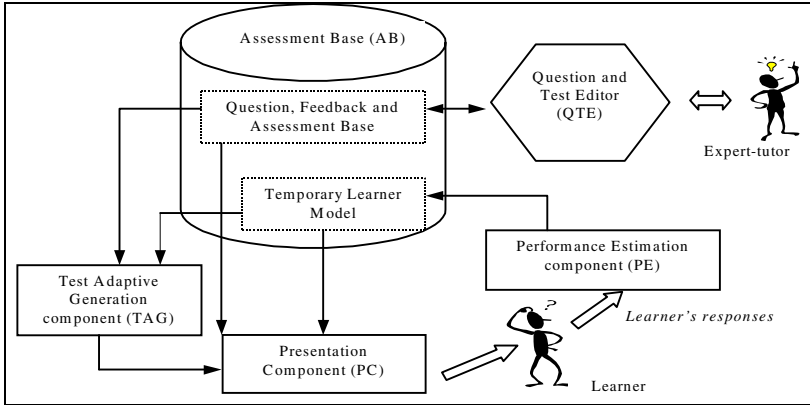 Assessment Base (AB)
Question, Feedback and
Assessment Base
Question and
Test Editor
(QTE)
Expert-tutor
Temporary Learner
Model
Performance Estimation
component (PE)
Test Adaptive
Generation
component (TAG)
?
Learner's responses
Presentation
Component (PC)
Learner